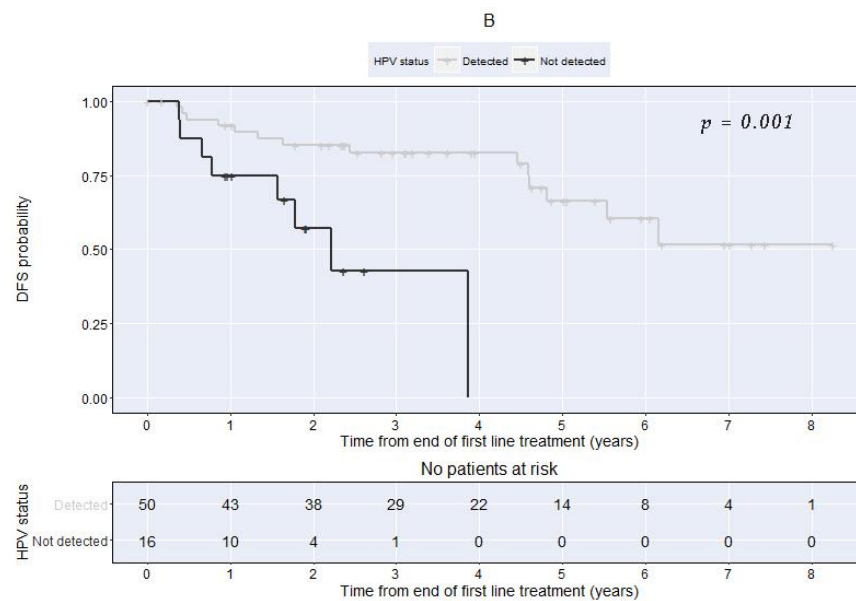 B
HPV status Detected Not detected
p = 0.001
DFS probability
1.00
0.75
0.50
0.25
0.00
0 1 2 3 4 5 6 7 8
Time from end of first line treatment (years)
No patients at risk
HPV status
Detected 50 43 38 29 22 14 8 4 1
Not detected 16 10 4 1 0 0 0 0 0
0 1 2 3 4 5 6 7 8
Time from end of first line treatment (years)